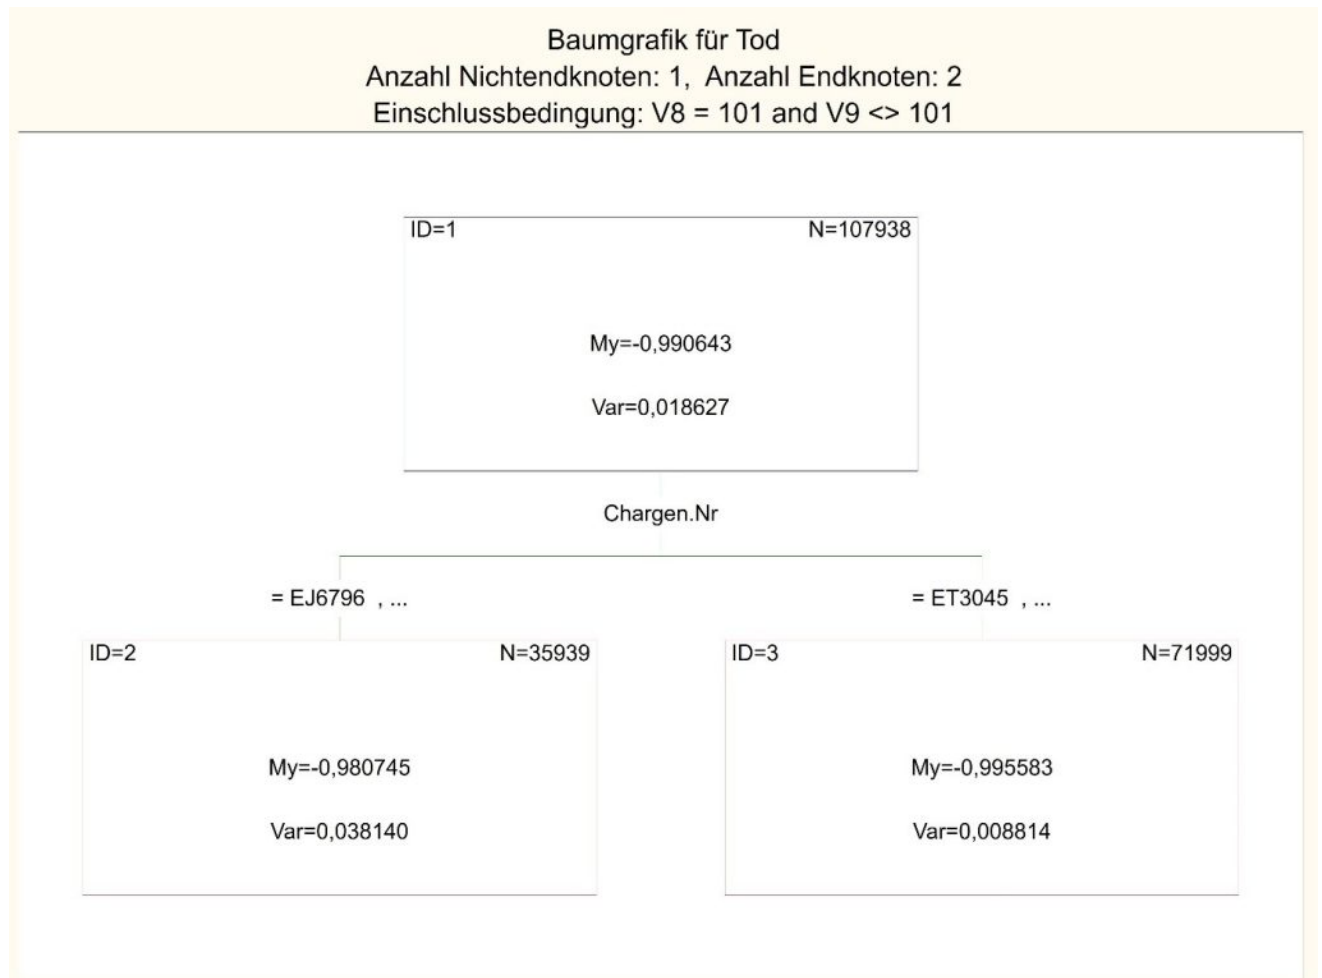 Baumgrafik für Tod
Anzahl Nichtendknoten: 1, Anzahl Endknoten: 2
Einschlussbedingung: V8 = 101 and V9 <> 101
ID=1 N=107938
My=-0,990643
Var=0,018627
Chargen.Nr
= EJ6796 , ... = ET3045 , ...
ID=2 N=35939 ID=3 N=71999
My=-0,980745 My=-0,995583
Var=0,038140 Var=0,008814